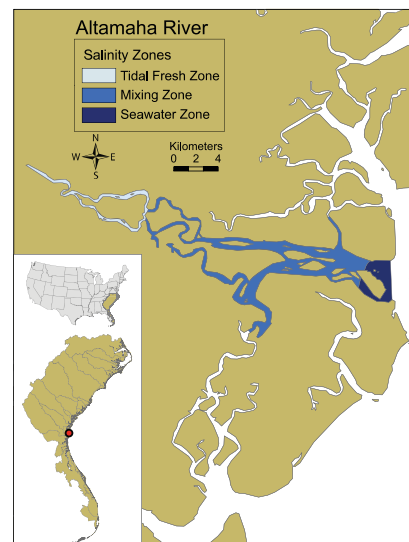 Altamaha River
Salinity Zones
Tidal Fresh Zone
Mixing Zone
Seawater Zone
N
W E
S
Kilometers
0 2 4